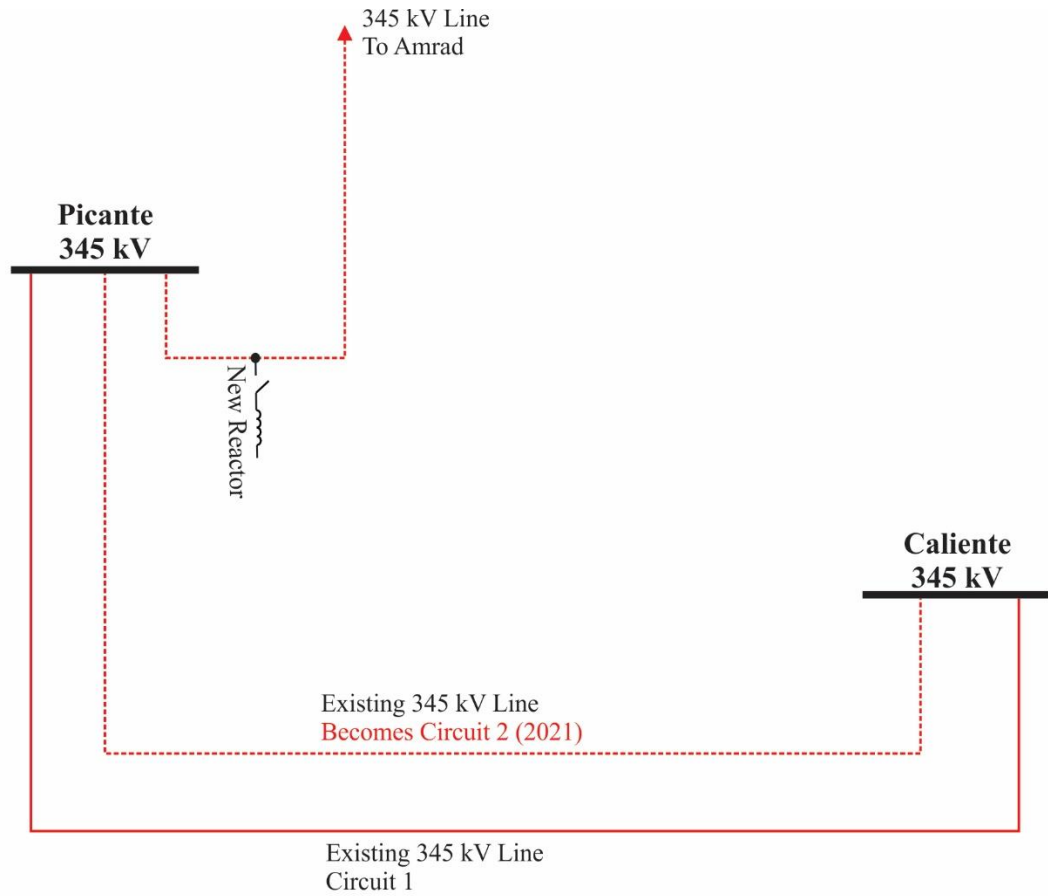 345 kV Line
To Amrad
Picante
345 kV
New Reactor
Caliente
345 kV
Existing 345 kV Line
Becomes Circuit 2 (2021)
Existing 345 kV Line
Circuit 1